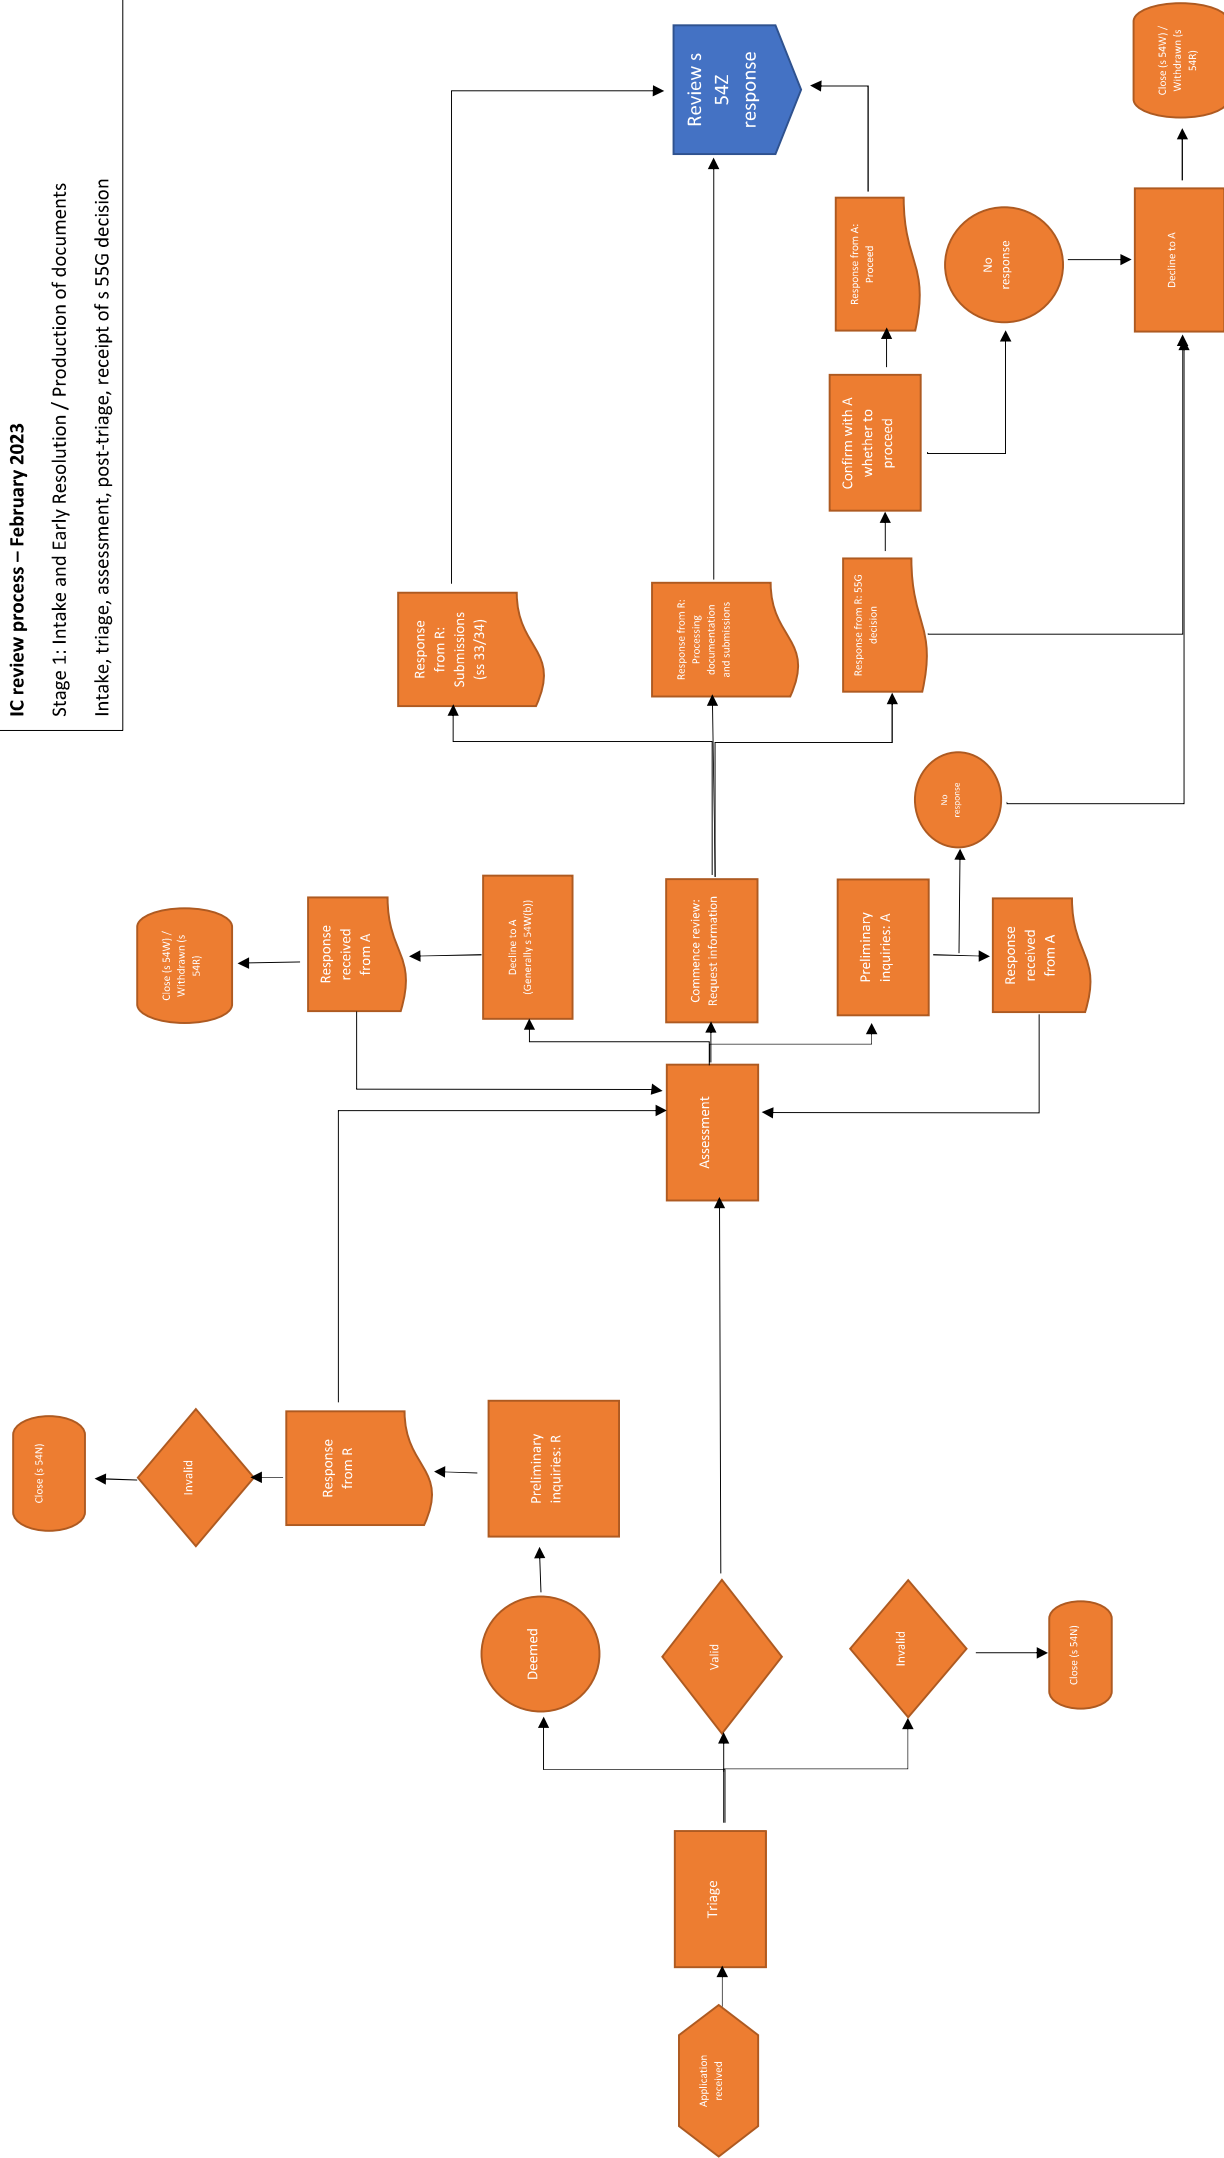 IC review process – February 2023
Stage 1: Intake and Early Resolution / Production of documents
Intake, triage, assessment, post-triage, receipt of s 55G decision
Application
received
Triage
Deemed
Valid
Invalid
Close (s 54N)
Preliminary
inquiries: R
Response
from R
Invalid
Close (s 54N)
Assessment
Close (s 54W) /
Withdrawn (s
54R)
Response
received
from A
Decline to A
(Generally s 54W(b))
Commence review:
Request information
Preliminary
inquiries: A
Response
received
from A
No
response
Response
from R:
Submissions
(ss 33/34)
Response from R:
Processing
documentation
and submissions
Response from R: 55G
decision
Confirm with A
whether to
proceed
Response from A:
Proceed
No
response
Decline to A
Close (s 54W) /
Withdrawn (s
54R)
Review s
54Z
response